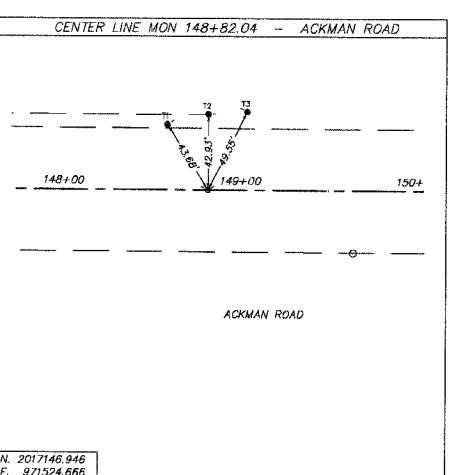 CENTER LINE MON 148+82.04 - ACKMAN ROAD
T1 T2 T3
43.68' 42.93' 49.55'
148+00 149+00 150+
ACKMAN ROAD
N. 2017146.946
E. 971524.666